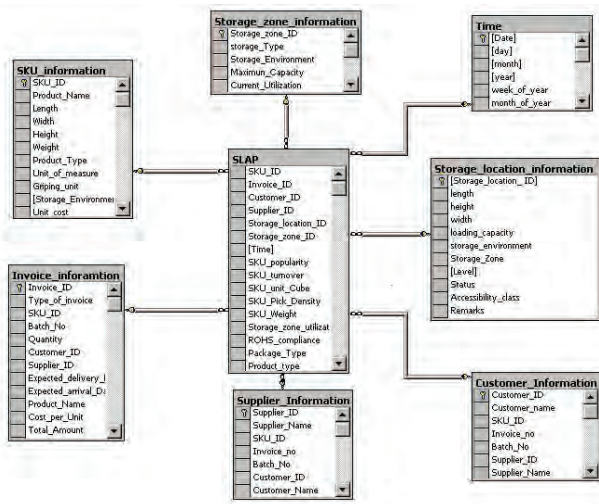 Storage_zone_information
Storage_zone_ID
storage_Type
Storage_Environment
Maximun_Capacity
Current_Utilization
Time
[Date]
[day]
[month]
[year]
week_of_year
month_of_year
SKU_information
SKU_ID
Product_Name
Length
Width
Height
Weight
Product_Type
Unit_of_measure
Griping_unit
[Storage_Environme
Unit_cost
SLAP
SKU_ID
Invoice_ID
Customer_ID
Supplier_ID
Storage_location_ID
Storage_zone_ID
[Time]
SKU_popularity
SKU_turnover
SKU_unit_Cube
SKU_Pick_Density
SKU_Weight
Storage_zone_utilizat
ROHS_compliance
Package_Type
Product_type
Storage_location_information
[Storage_location_ID]
length
height
width
loading_capacity
storage_environment
Storage_Zone
[Level]
Status
Accessibility_class
Remarks
Invoice_inforamtion
Invoice_ID
Type_of_invoice
SKU_ID
Batch_No
Quantity
Customer_ID
Supplier_ID
Expected_delivery_
Expected_arrival_Da
Product_Name
Cost_per_Unit
Total_Amount
Supplier_Information
Supplier_ID
Supplier_Name
SKU_ID
Invoice_no
Batch_No
Customer_ID
Customer_Name
Customer_Information
Customer_ID
Customer_name
SKU_ID
Invoice_no
Batch_No
Supplier_ID
Supplier_Name